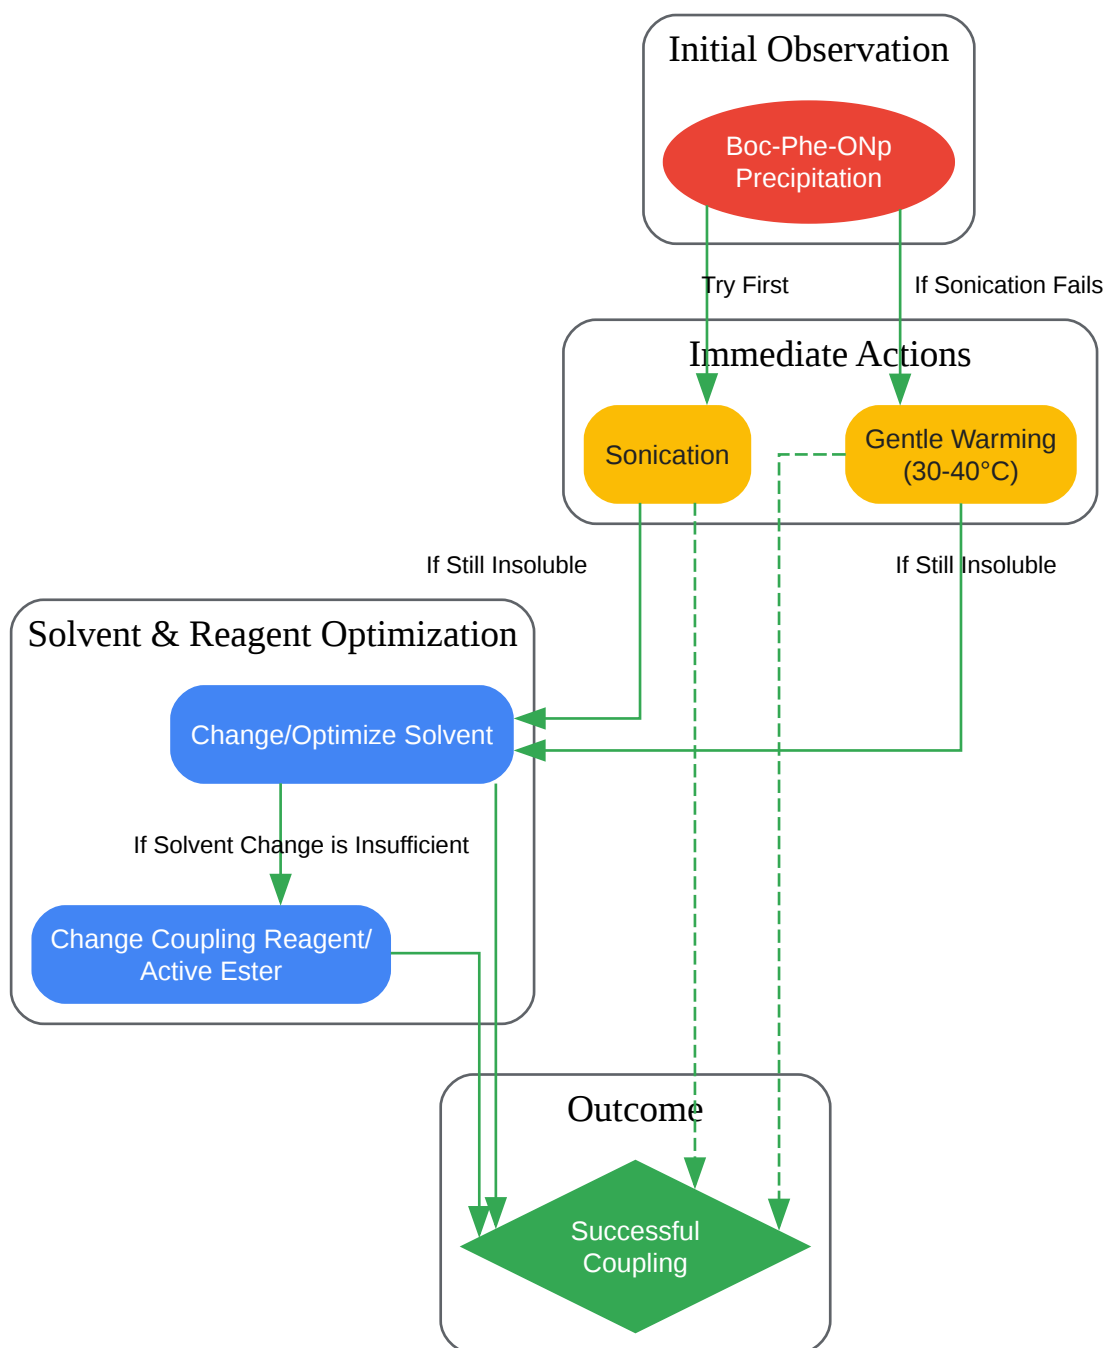 Initial Observation
Boc-Phe-ONp
Precipitation
Try First
If Sonication Fails
Immediate Actions
Sonication
Gentle Warming
(30-40°C)
If Still Insoluble
If Still Insoluble
Solvent & Reagent Optimization
Change/Optimize Solvent
If Solvent Change is Insufficient
Change Coupling Reagent/
Active Ester
Outcome
Successful
Coupling